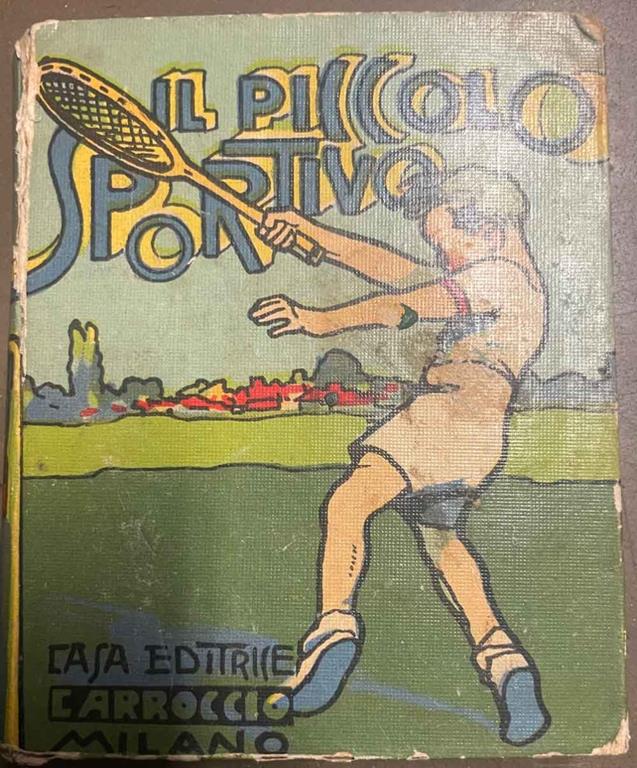 IL PICCOLO
SPORTIVO
CASA EDITRICE
CARROCCIO
MILANO